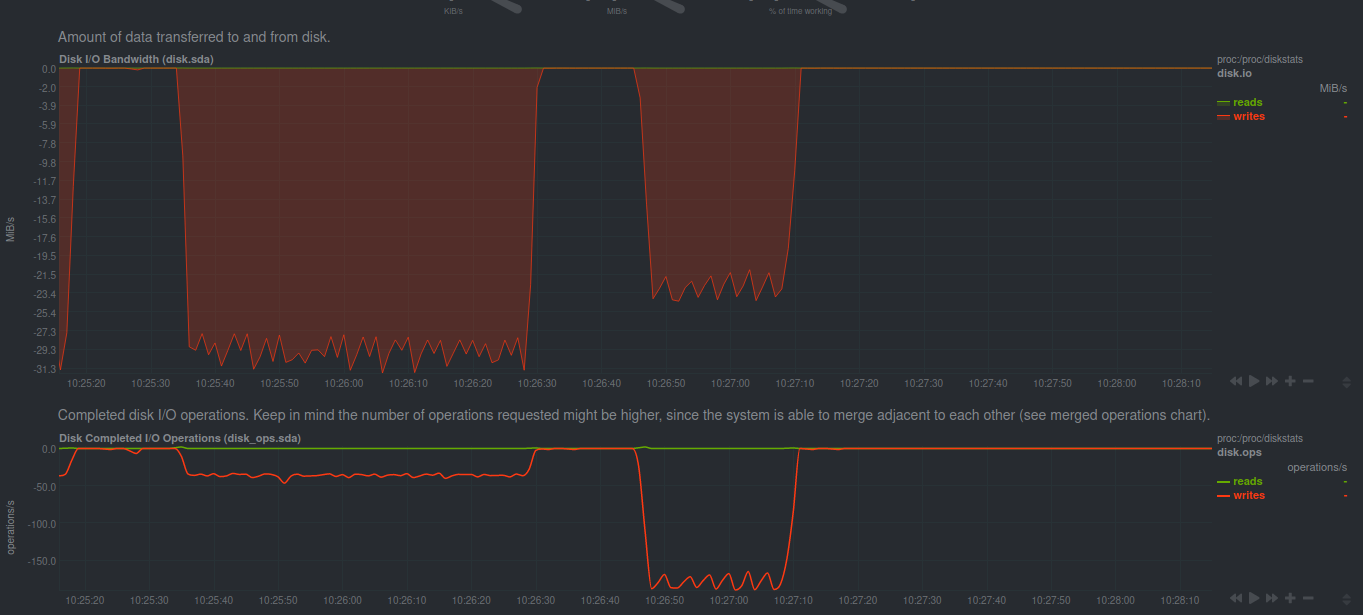 KiB/s MiB/s % of time working
Amount of data transferred to and from disk.
Disk I/O Bandwidth (disk.sda)
proc:/proc/diskstats
disk.io
MiB/s
reads -
writes -
MiB/s
0.0
-2.0
-3.9
-5.9
-7.8
-9.8
-11.7
-13.7
-15.6
-17.6
-19.5
-21.5
-23.4
-25.4
-27.3
-29.3
-31.3
10:25:20 10:25:30 10:25:40 10:25:50 10:26:00 10:26:10 10:26:20 10:26:30 10:26:40 10:26:50 10:27:00 10:27:10 10:27:20 10:27:30 10:27:40 10:27:50 10:28:00 10:28:10
Completed disk I/O operations. Keep in mind the number of operations requested might be higher, since the system is able to merge adjacent to each other (see merged operations chart).
Disk Completed I/O Operations (disk_ops.sda)
proc:/proc/diskstats
disk.ops
operations/s
reads -
writes -
operations/s
0.0
-50.0
-100.0
-150.0
10:25:20 10:25:30 10:25:40 10:25:50 10:26:00 10:26:10 10:26:20 10:26:30 10:26:40 10:26:50 10:27:00 10:27:10 10:27:20 10:27:30 10:27:40 10:27:50 10:28:00 10:28:10